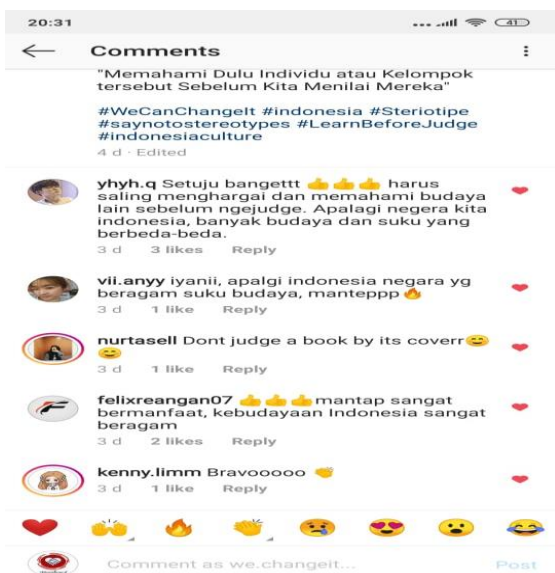 20:31
41
Comments
"Memahami Dulu Individu atau Kelompok
tersebut Sebelum Kita Menilai Mereka"
#WeCanChangeIt #indonesia #Steriotipe
#saynotostereotypes #LearnBeforeJudge
#indonesiaculture
4 d · Edited
yhyh.q Setuju bangettt 👍👍👍 harus
saling menghargai dan memahami budaya
lain sebelum ngejudge. Apalagi negera kita
indonesia, banyak budaya dan suku yang
berbeda-beda.
3 d 3 likes Reply
vii.anyy iyanii, apalgi indonesia negara yg
beragam suku budaya, manteppp🔥
3 d 1 like Reply
nurtasell Dont judge a book by its coverr😄
😄
3 d 1 like Reply
felixreangan07 👍👍👍mantap sangat
bermanfaat, kebudayaan Indonesia sangat
beragam
3 d 2 likes Reply
kenny.limm Bravooooo 👏
3 d 1 like Reply
Comment as we.changeit...
Post